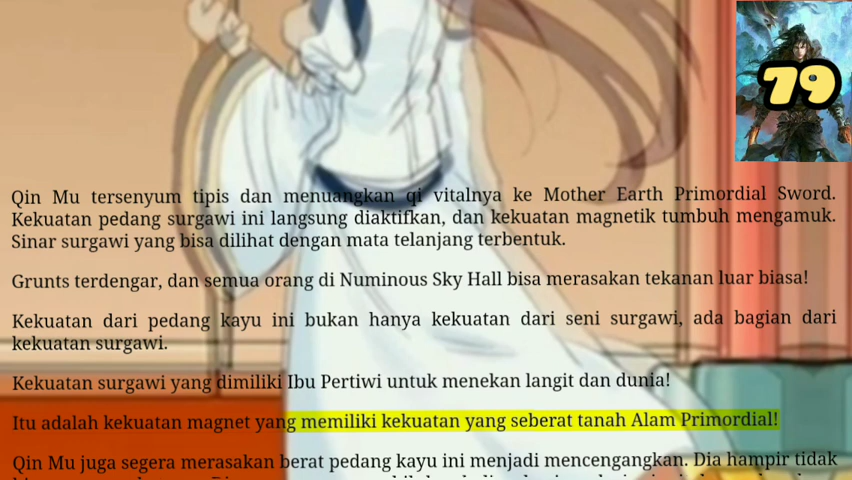 79
Qin Mu tersenyum tipis dan menuangkan qi vitalnya ke Mother Earth Primordial Sword.
Kekuatan pedang surgawi ini langsung diaktifkan, dan kekuatan magnetik tumbuh mengamuk.
Sinar surgawi yang bisa dilihat dengan mata telanjang terbentuk.
Grunts terdengar, dan semua orang di Numinous Sky Hall bisa merasakan tekanan luar biasa!
Kekuatan dari pedang kayu ini bukan hanya kekuatan dari seni surgawi, ada bagian dari
kekuatan surgawi.
Kekuatan surgawi yang dimiliki Ibu Pertiwi untuk menekan langit dan dunia!
Itu adalah kekuatan magnet yang memiliki kekuatan yang seberat tanah Alam Primordial!
Qin Mu juga segera merasakan berat pedang kayu ini menjadi mencengangkan. Dia hampir tidak